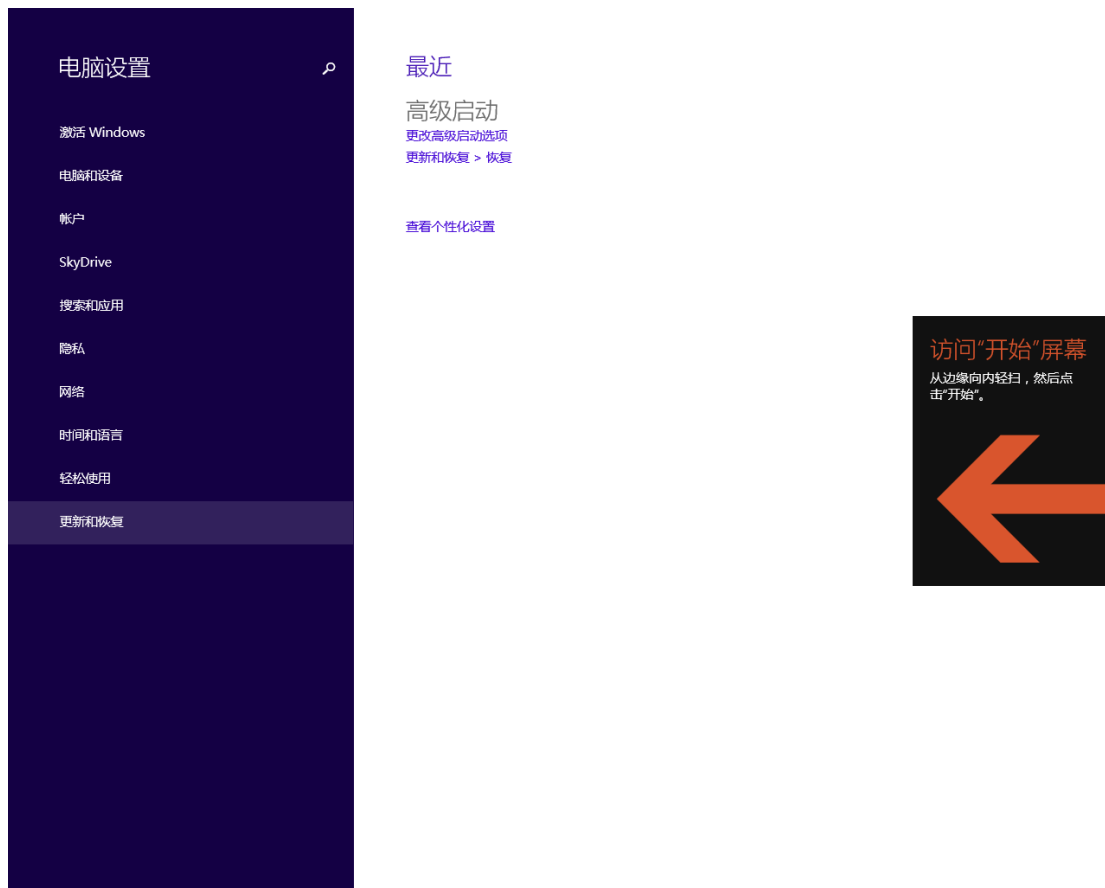 电脑设置
激活 Windows
电脑和设备
帐户
SkyDrive
搜索和应用
隐私
网络
时间和语言
轻松使用
更新和恢复
最近
高级启动
更改高级启动选项
更新和恢复 > 恢复
查看个性化设置
访问“开始”屏幕
从边缘向内轻扫，然后点
击“开始”。